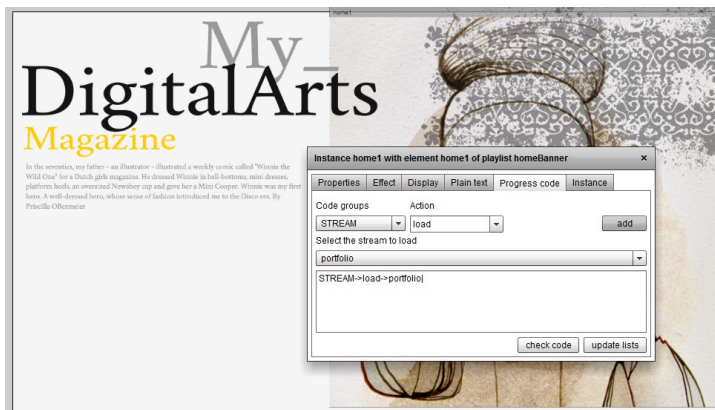 home1
My_
DigitalArts
Magazine
In the seventies, my father - an illustrator - illustrated a weekly comic called "Winnie the
Wild One" for a Dutch girls magazine. He dressed Winnie in bell-bottoms, mini dresses,
platform heels, an oversized Newsboy cap and gave her a Mini Cooper. Winnie was my first
hero. A well-dressed hero, whose sense of fashion introduced me to the Disco era. By
Priscilla OBermeier
Instance home1 with element home1 of playlist homeBanner x
Properties Effect Display Plain text Progress code Instance
Code groups Action
STREAM load add
Select the stream to load
portfolio
STREAM->load->portfolio
check code update lists